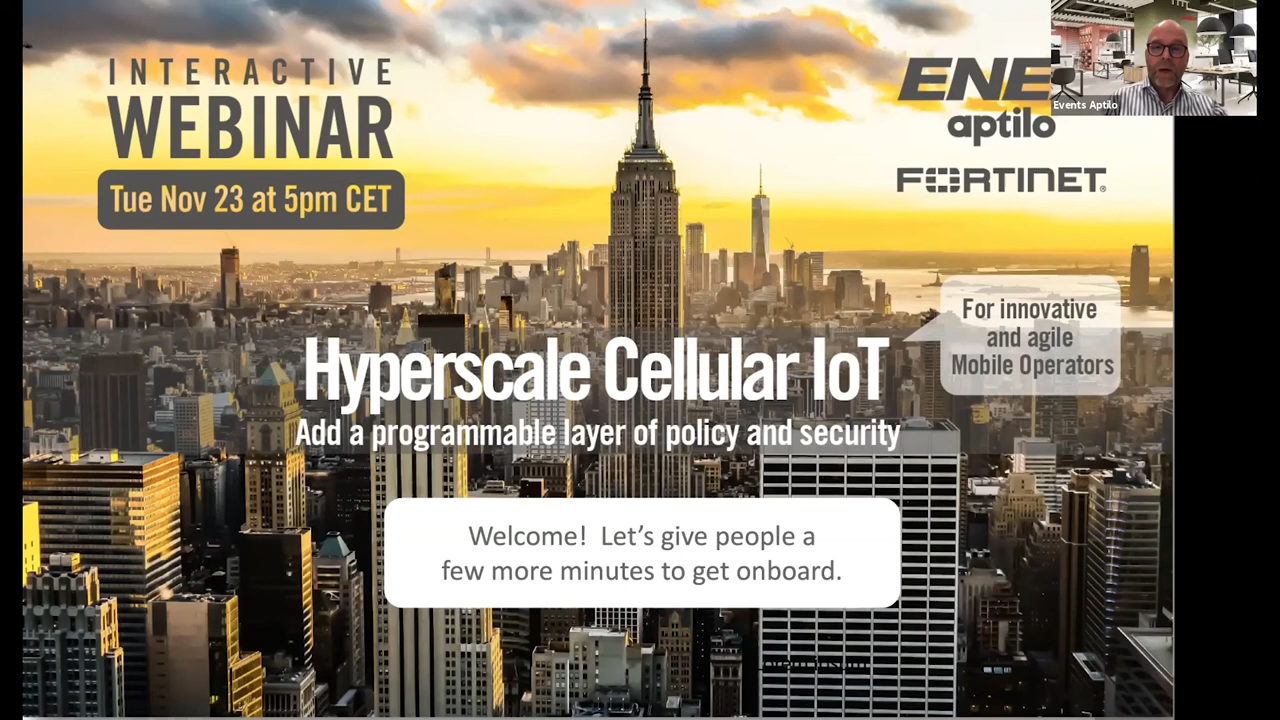 INTERACTIVE
WEBINAR
Tue Nov 23 at 5pm CET
ENE
aptilo
FORTINET
Events Aptilo
For innovative
and agile
Mobile Operators
Hyperscale Cellular IoT
Add a programmable layer of policy and security
Welcome! Let’s give people a
few more minutes to get onboard.